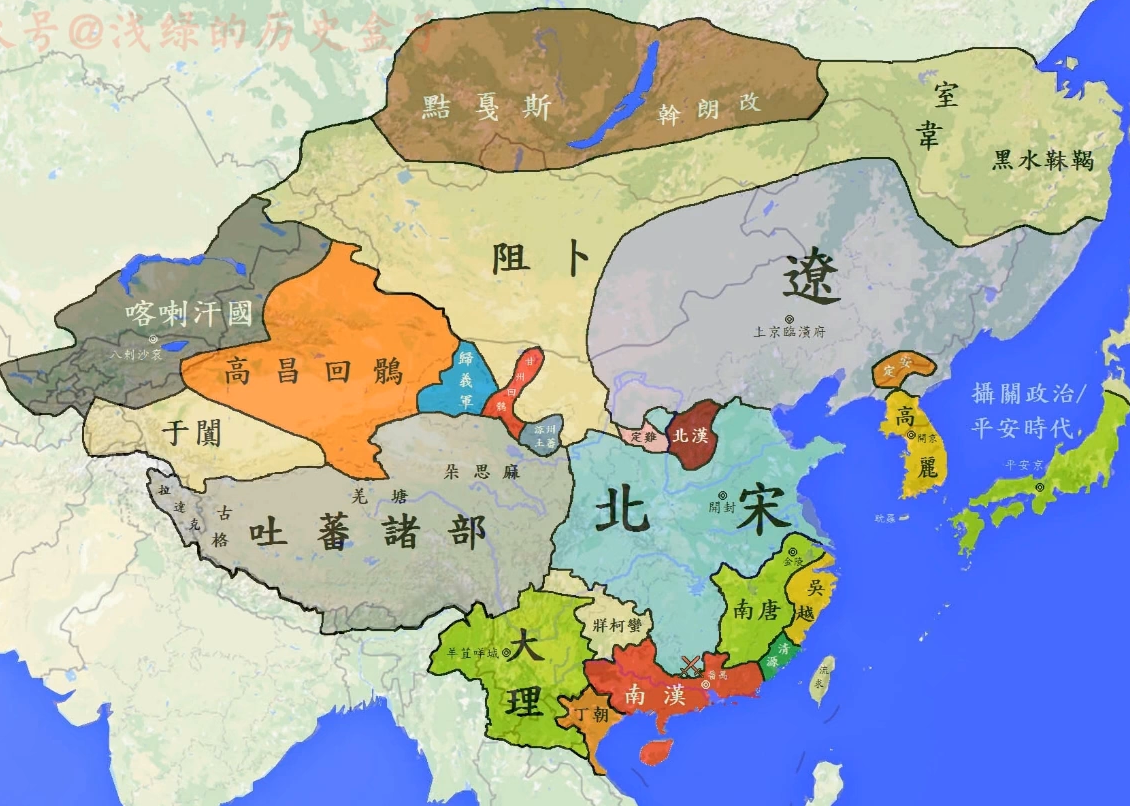 号@浅绿的历史盒子
黠戛斯
斡朗改
室韋
黑水靺鞨
阻卜
遼
上京臨潢府
喀喇汗國
八剌沙衮
高昌回鶻
歸義軍
甘州回鶻
涼州土蕃
于闐
定難
北漢
定安
高麗
開京
攝關政治/
平安時代
平安京
耽羅
朵思麻
羌塘
拉達克
古格
吐蕃諸部
北宋
開封
金陵
南唐
吳越
清源
牂柯蠻
大理
羊苴咩城
南漢
番禺
丁朝
流求